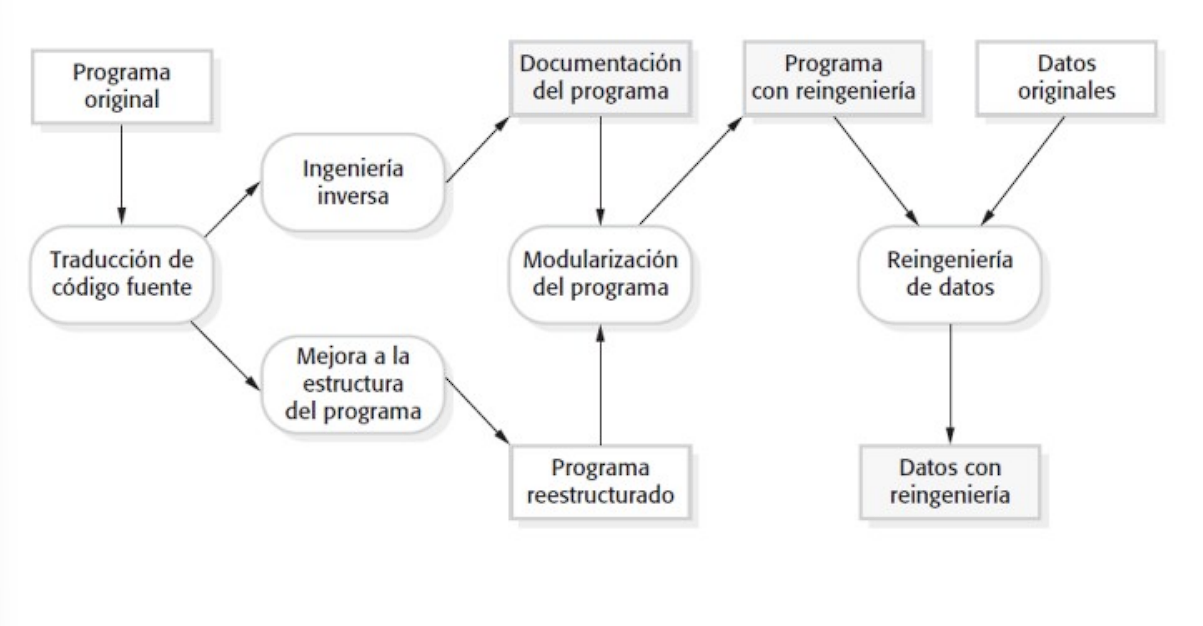 Programa
original
Documentación
del programa
Programa
con reingeniería
Datos
originales
Ingeniería
inversa
Traducción de
código fuente
Modularización
del programa
Reingeniería
de datos
Mejora a la
estructura
del programa
Programa
reestructurado
Datos con
reingeniería